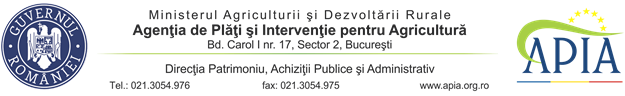 GUVERNUL ROMÂNIEI
Ministerul Agriculturii şi Dezvoltării Rurale
Agenţia de Plăţi şi Intervenţie pentru Agricultură
Bd. Carol I nr. 17, Sector 2, Bucureşti
Direcţia Patrimoniu, Achiziţii Publice şi Administrativ
Tel.: 021.3054.976 fax: 021.3054.975 www.apia.org.ro
APIA